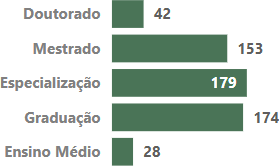 Doutorado 42
Mestrado 153
Especialização 179
Graduação 174
Ensino Médio 28